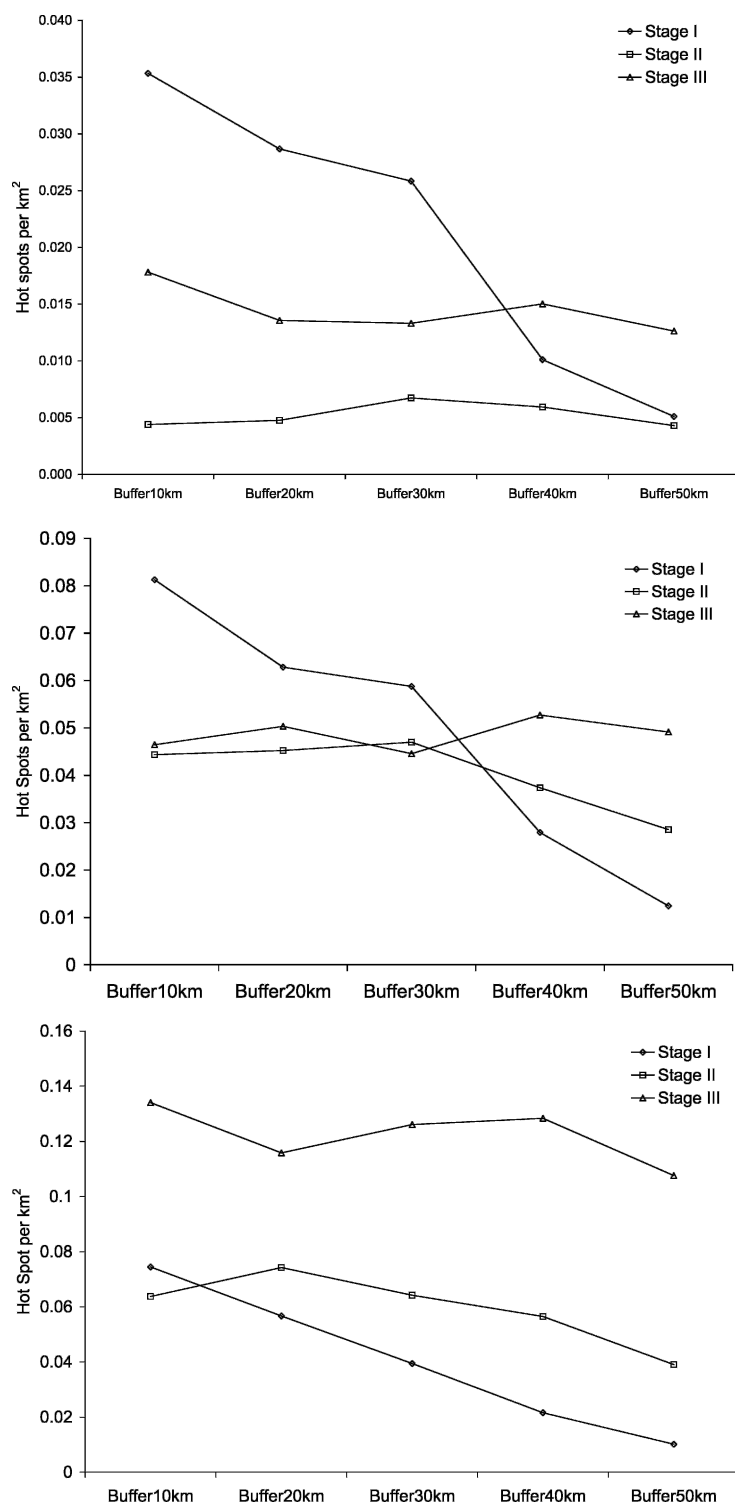 0.040
0.035
0.030
0.025
0.020
0.015
0.010
0.005
0.000
Hot spots per km²
Stage I
Stage II
Stage III
Buffer10km Buffer20km Buffer30km Buffer40km Buffer50km
0.09
0.08
0.07
0.06
0.05
0.04
0.03
0.02
0.01
0
Hot Spots per km²
Stage I
Stage II
Stage III
Buffer10km Buffer20km Buffer30km Buffer40km Buffer50km
0.16
0.14
0.12
0.1
0.08
0.06
0.04
0.02
0
Hot Spot per km²
Stage I
Stage II
Stage III
Buffer10km Buffer20km Buffer30km Buffer40km Buffer50km